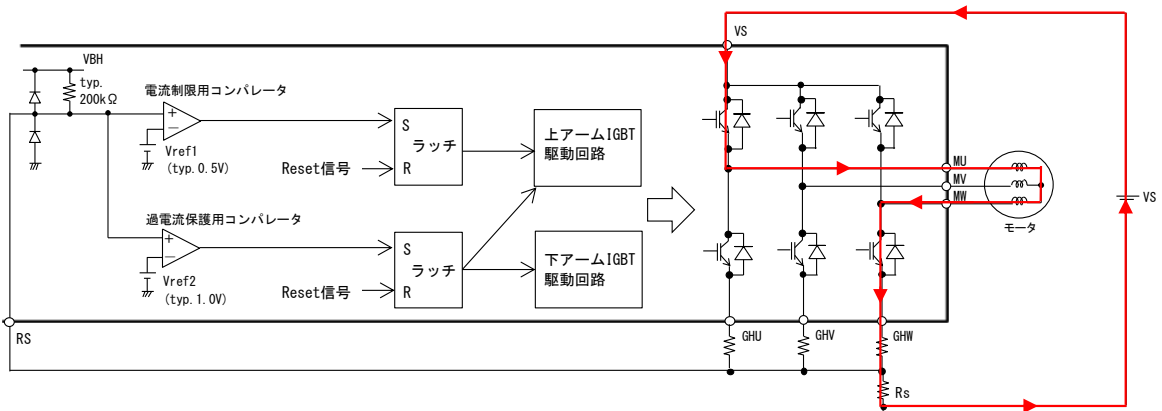 VS
VBH
typ.
200kΩ
電流制限用コンパレータ
+
−
Vref1
(typ.0.5V)
S
ラッチ
R
Reset信号
上アームIGBT
駆動回路
過電流保護用コンパレータ
+
−
Vref2
(typ.1.0V)
S
ラッチ
R
Reset信号
下アームIGBT
駆動回路
MU
MV
MW
モータ
VS
RS
GHU
GHV
GHW
Rs